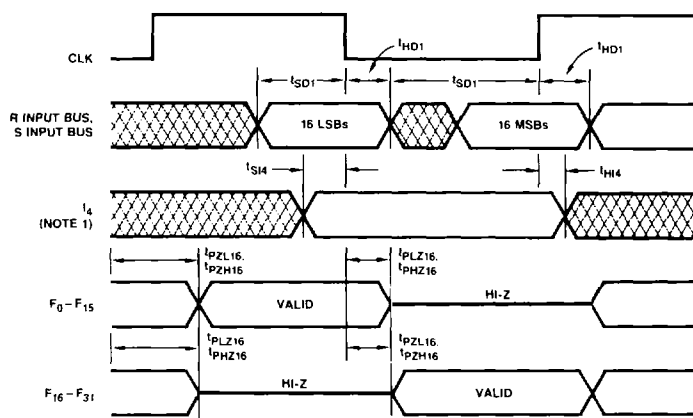 CLK
tHD1
tHD1
tSD1
tSD1
R INPUT BUS,
S INPUT BUS
16 LSBs
16 MSBs
tSI4
tHI4
I4
(NOTE 1)
tPZL16,
tPZH16
tPLZ16,
tPHZ16
F0–F15
VALID
HI-Z
tPLZ16
tPHZ16
tPZL16,
tPZH16
F16–F31
HI-Z
VALID